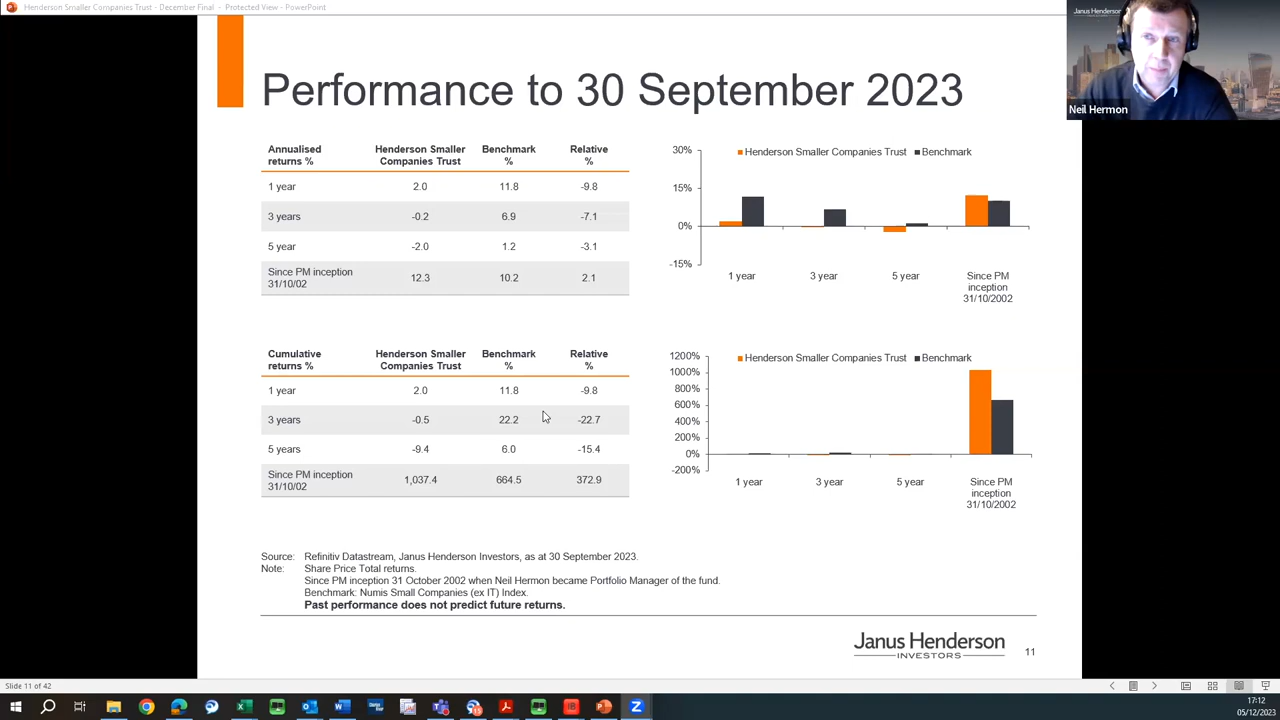 Henderson Smaller Companies Trust - December Final - Protected View - PowerPoint
Janus Henderson
Neil Hermon
Performance to 30 September 2023
Annualised returns % Henderson Smaller Companies Trust Benchmark % Relative %
1 year 2.0 11.8 -9.8
3 years -0.2 6.9 -7.1
5 year -2.0 1.2 -3.1
Since PM inception 31/10/02 12.3 10.2 2.1
30%
15%
0%
-15%
Henderson Smaller Companies Trust Benchmark
1 year 3 year 5 year Since PM
inception
31/10/2002
Cumulative returns % Henderson Smaller Companies Trust Benchmark % Relative %
1 year 2.0 11.8 -9.8
3 years -0.5 22.2 -22.7
5 years -9.4 6.0 -15.4
Since PM inception 31/10/02 1,037.4 664.5 372.9
1200%
1000%
800%
600%
400%
200%
0%
-200%
Henderson Smaller Companies Trust Benchmark
1 year 3 year 5 year Since PM
inception
31/10/2002
Source: Refinitiv Datastream, Janus Henderson Investors, as at 30 September 2023.
Note: Share Price Total returns.
Since PM inception 31 October 2002 when Neil Hermon became Portfolio Manager of the fund.
Benchmark: Numis Small Companies (ex IT) Index.
Past performance does not predict future returns.
Janus Henderson
INVESTORS
11
Slide 11 of 42
17:12
05/12/2023